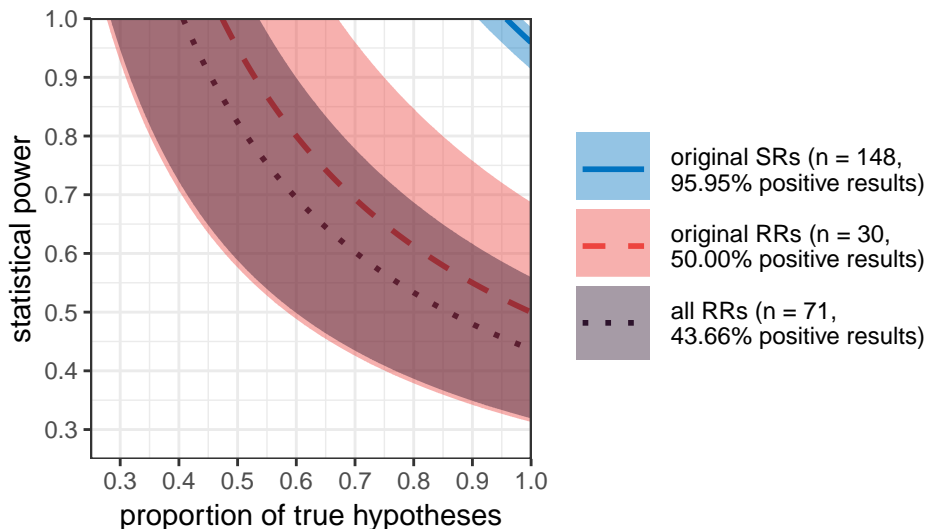 1.0
0.9
0.8
0.7
0.6
0.5
0.4
0.3
statistical power
0.3 0.4 0.5 0.6 0.7 0.8 0.9 1.0
proportion of true hypotheses
original SRs (n = 148,
95.95% positive results)
original RRs (n = 30,
50.00% positive results)
all RRs (n = 71,
43.66% positive results)